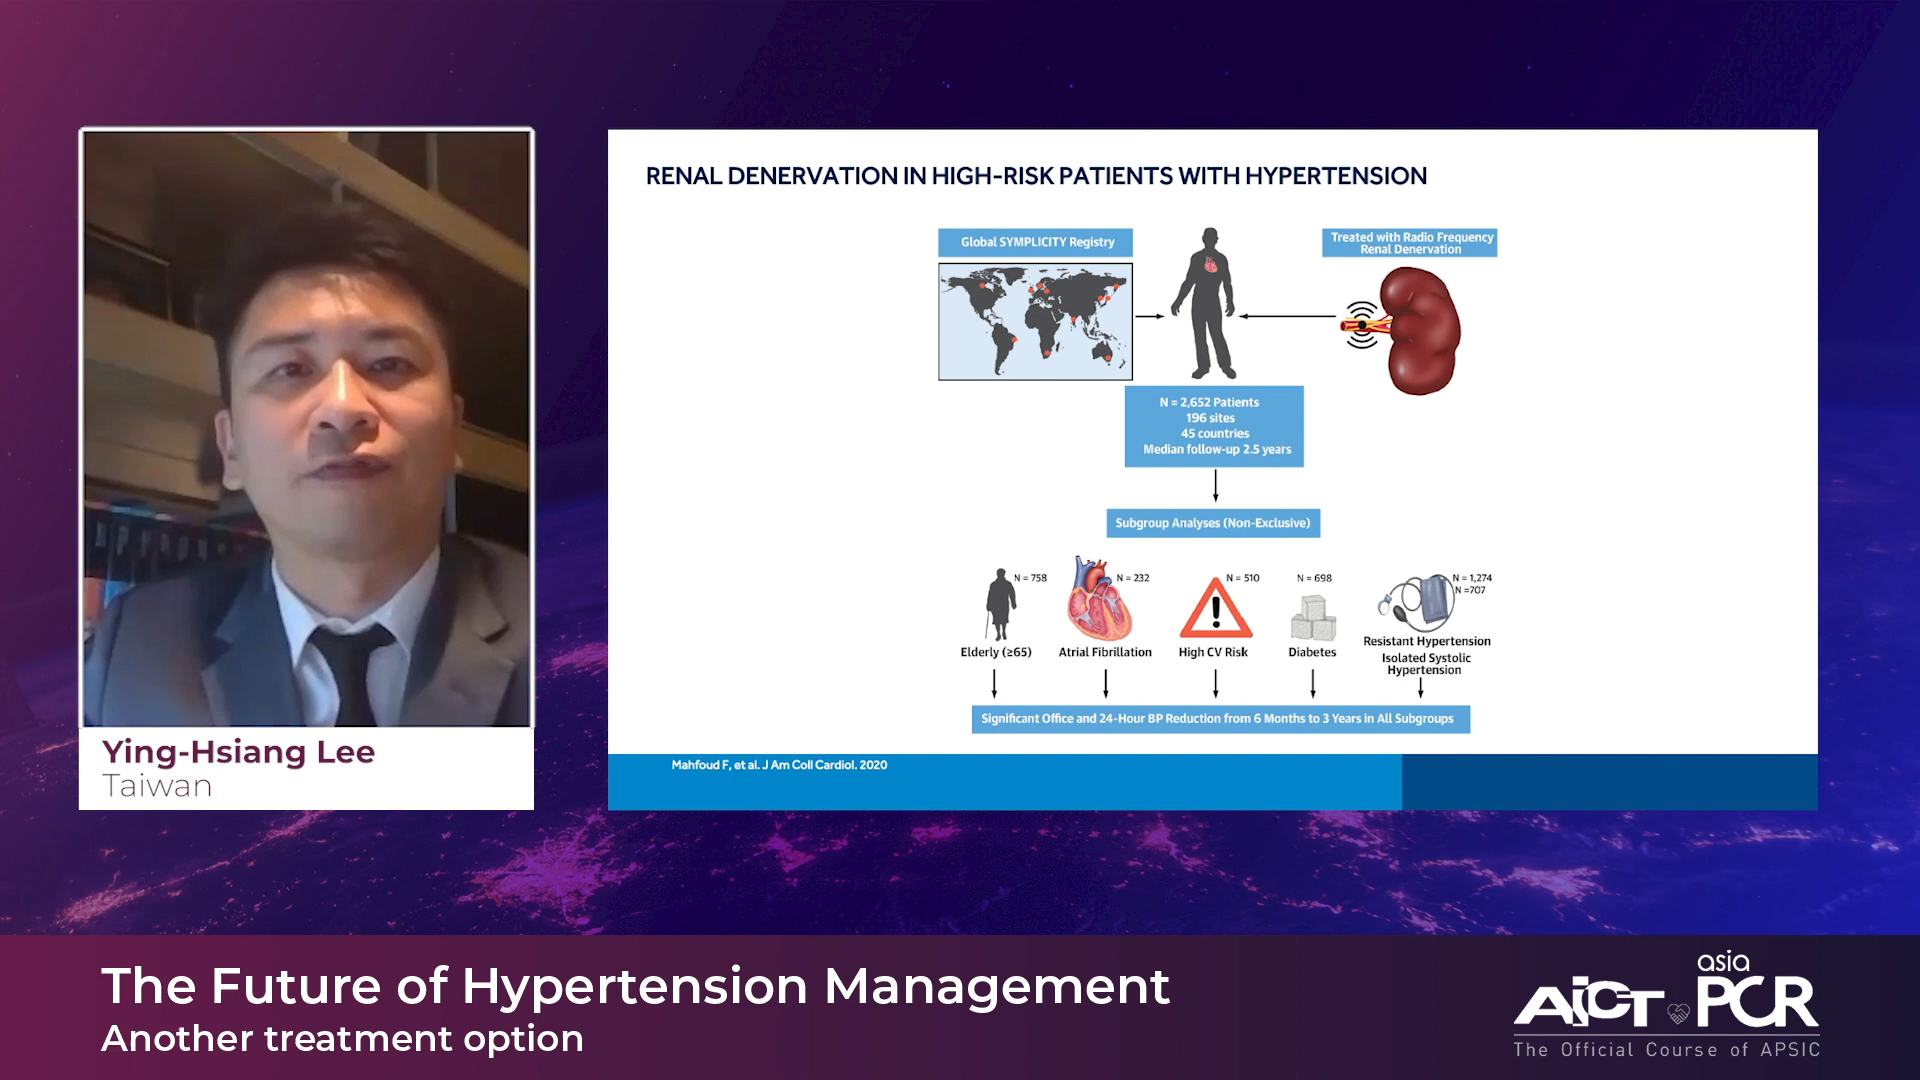 RENAL DENERVATION IN HIGH-RISK PATIENTS WITH HYPERTENSION
Global SYMPLICITY Registry
Treated with Radio Frequency
Renal Denervation
N = 2,652 Patients
196 sites
45 countries
Median follow-up 2.5 years
Subgroup Analyses (Non-Exclusive)
N = 758
N = 232
N = 510
N = 698
N = 1,274
N =707
Elderly (≥65)
Atrial Fibrillation
High CV Risk
Diabetes
Resistant Hypertension
Isolated Systolic
Hypertension
Significant Office and 24-Hour BP Reduction from 6 Months to 3 Years in All Subgroups
Mahfoud F, et al. J Am Coll Cardiol. 2020
Ying-Hsiang Lee
Taiwan
The Future of Hypertension Management
Another treatment option
asia
AICT PCR
The Official Course of APSIC